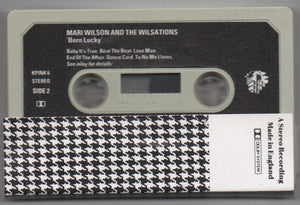 MARI WILSON AND THE WILSATIONS
'Born Lucky'
Baby It's True. Beat The Beat. Love Man.
End Of The Affair. Dance Card. Tu No Me Llores.
See inlay for details:
KPINK 6
STEREO
SIDE 2
A Stereo Recording
Made in England
DOLBY SYSTEM